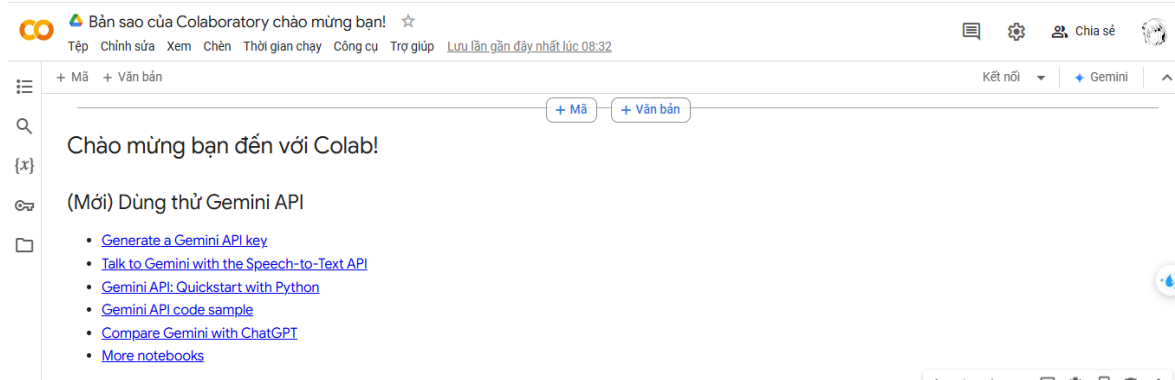 CO Bản sao của Colaboratory chào mừng bạn!
Tệp Chỉnh sửa Xem Chèn Thời gian chạy Công cụ Trợ giúp Lưu lần gần đây nhất lúc 08:32
Chia sẻ
+ Mã + Văn bản
Kết nối Gemini
+ Mã + Văn bản
Chào mừng bạn đến với Colab!
{x}
(Mới) Dùng thử Gemini API
• Generate a Gemini API key
• Talk to Gemini with the Speech-to-Text API
• Gemini API: Quickstart with Python
• Gemini API code sample
• Compare Gemini with ChatGPT
• More notebooks